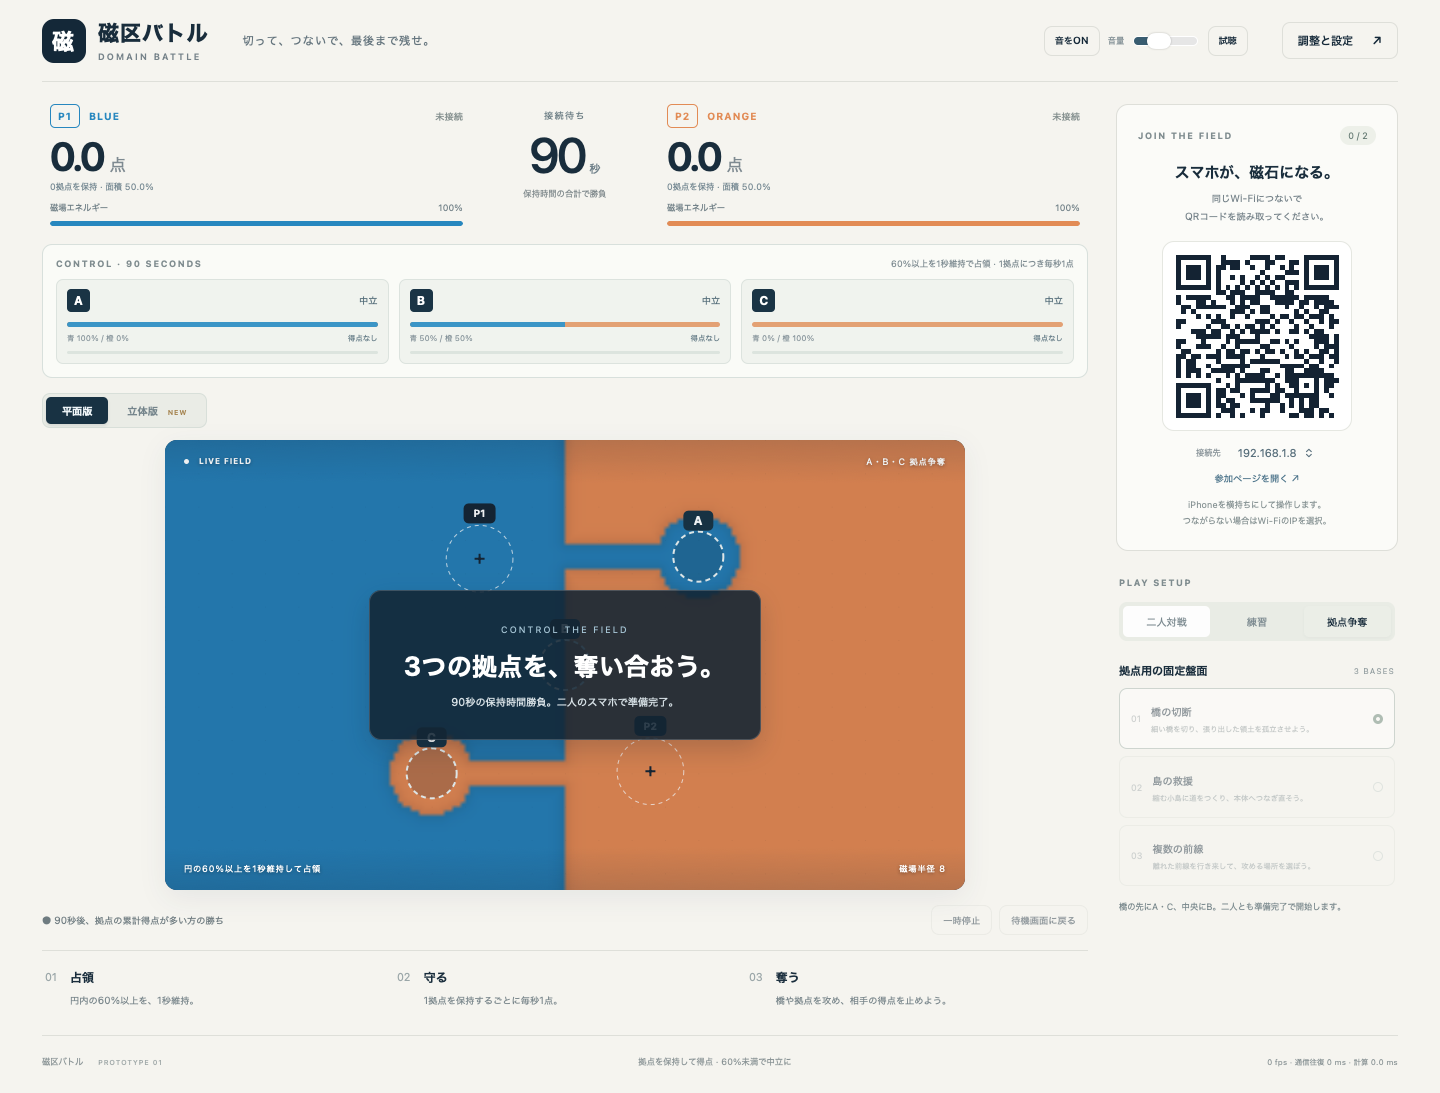 磁
磁区バトル
DOMAIN BATTLE
切って、つないで、最後まで残せ。
音をON
音量
試聴
調整と設定 ↗
P1 BLUE
未接続
0.0 点
0拠点を保持 · 面積 50.0%
磁場エネルギー
100%
接続待ち
90 秒
保持時間の合計で勝負
P2 ORANGE
未接続
0.0 点
0拠点を保持 · 面積 50.0%
磁場エネルギー
100%
CONTROL · 90 SECONDS
60%以上を1秒維持で占領 · 1拠点につき毎秒1点
A
中立
青 100% / 橙 0%
得点なし
B
中立
青 50% / 橙 50%
得点なし
C
中立
青 0% / 橙 100%
得点なし
平面版
立体版 NEW
LIVE FIELD
A・B・C 拠点争奪
P1
A
CONTROL THE FIELD
3つの拠点を、奪い合おう。
90秒の保持時間勝負。二人のスマホで準備完了。
P2
C
円の60%以上を1秒維持して占領
磁場半径 8
● 90秒後、拠点の累計得点が多い方の勝ち
一時停止
待機画面に戻る
01 占領
円内の60%以上を、1秒維持。
02 守る
1拠点を保持するごとに毎秒1点。
03 奪う
橋や拠点を攻め、相手の得点を止めよう。
JOIN THE FIELD
0 / 2
スマホが、磁石になる。
同じWi-Fiにつないで
QRコードを読み取ってください。
接続先 192.168.1.8
参加ページを開く ↗
iPhoneを横持ちにして操作します。
つながらない場合はWi-FiのIPを選択。
PLAY SETUP
二人対戦
練習
拠点争奪
拠点用の固定盤面
3 BASES
01 橋の切断
細い橋を切り、張り出した領土を孤立させよう。
02 島の救援
縮む小島に道をつくり、本体へつなぎ直そう。
03 複数の前線
離れた前線を行き来して、攻める場所を選ぼう。
橋の先にA・C、中央にB。二人とも準備完了で開始します。
磁区バトル PROTOTYPE 01
拠点を保持して得点 · 60%未満で中立に
0 fps · 通信往復 0 ms · 計算 0.0 ms